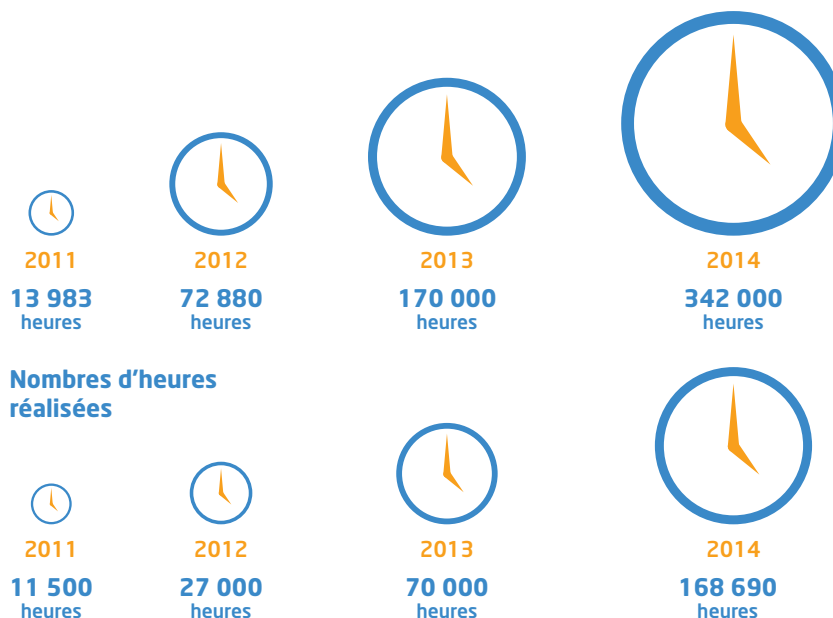 2011 2012 2013 2014
13 983 72 880 170 000 342 000
heures heures heures heures
Nombres d'heures
réalisées
2011 2012 2013 2014
11 500 27 000 70 000 168 690
heures heures heures heures